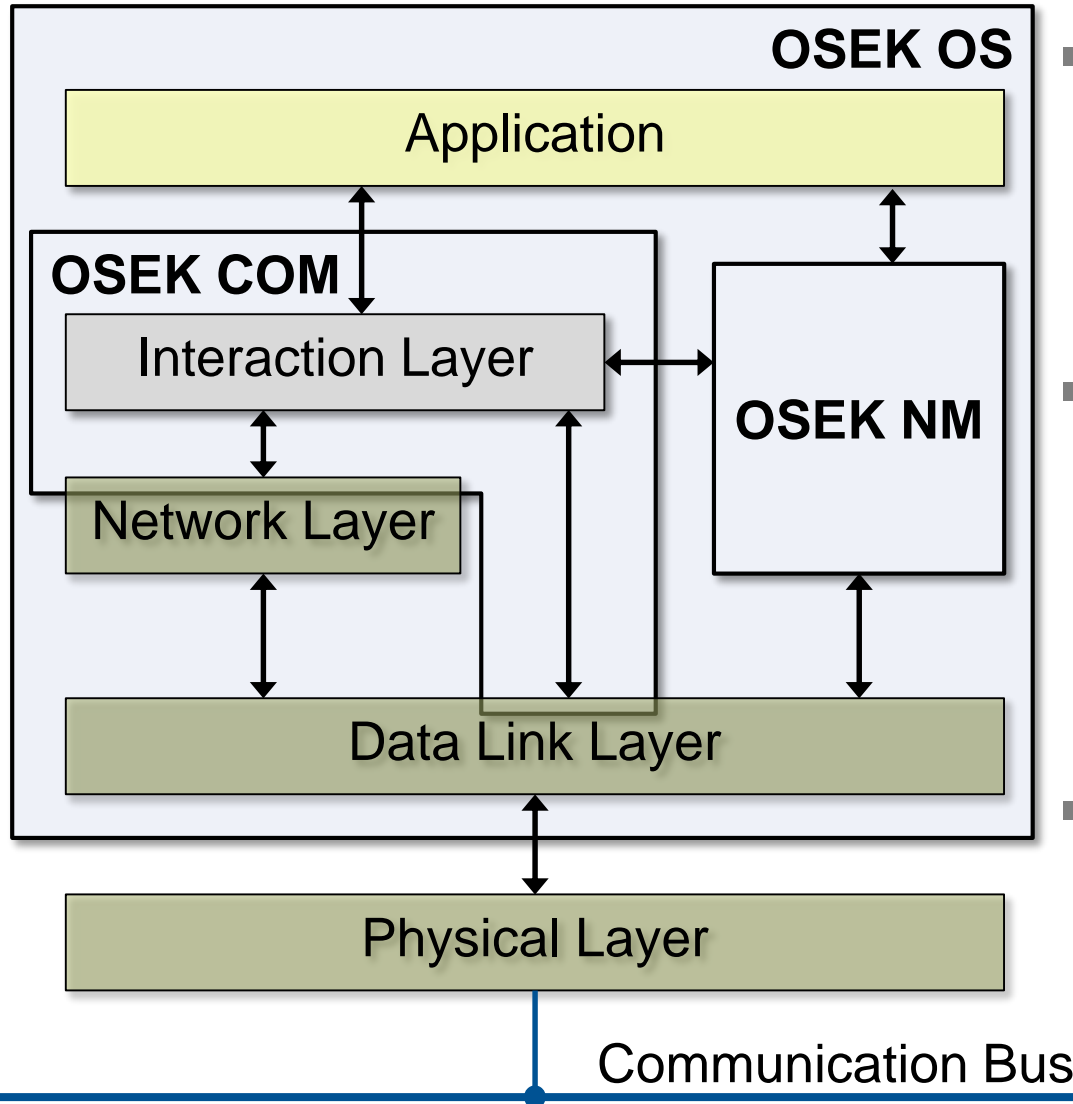 OSEK OS
Application
OSEK COM
Interaction Layer
OSEK NM
Network Layer
Data Link Layer
Physical Layer
Communication Bus